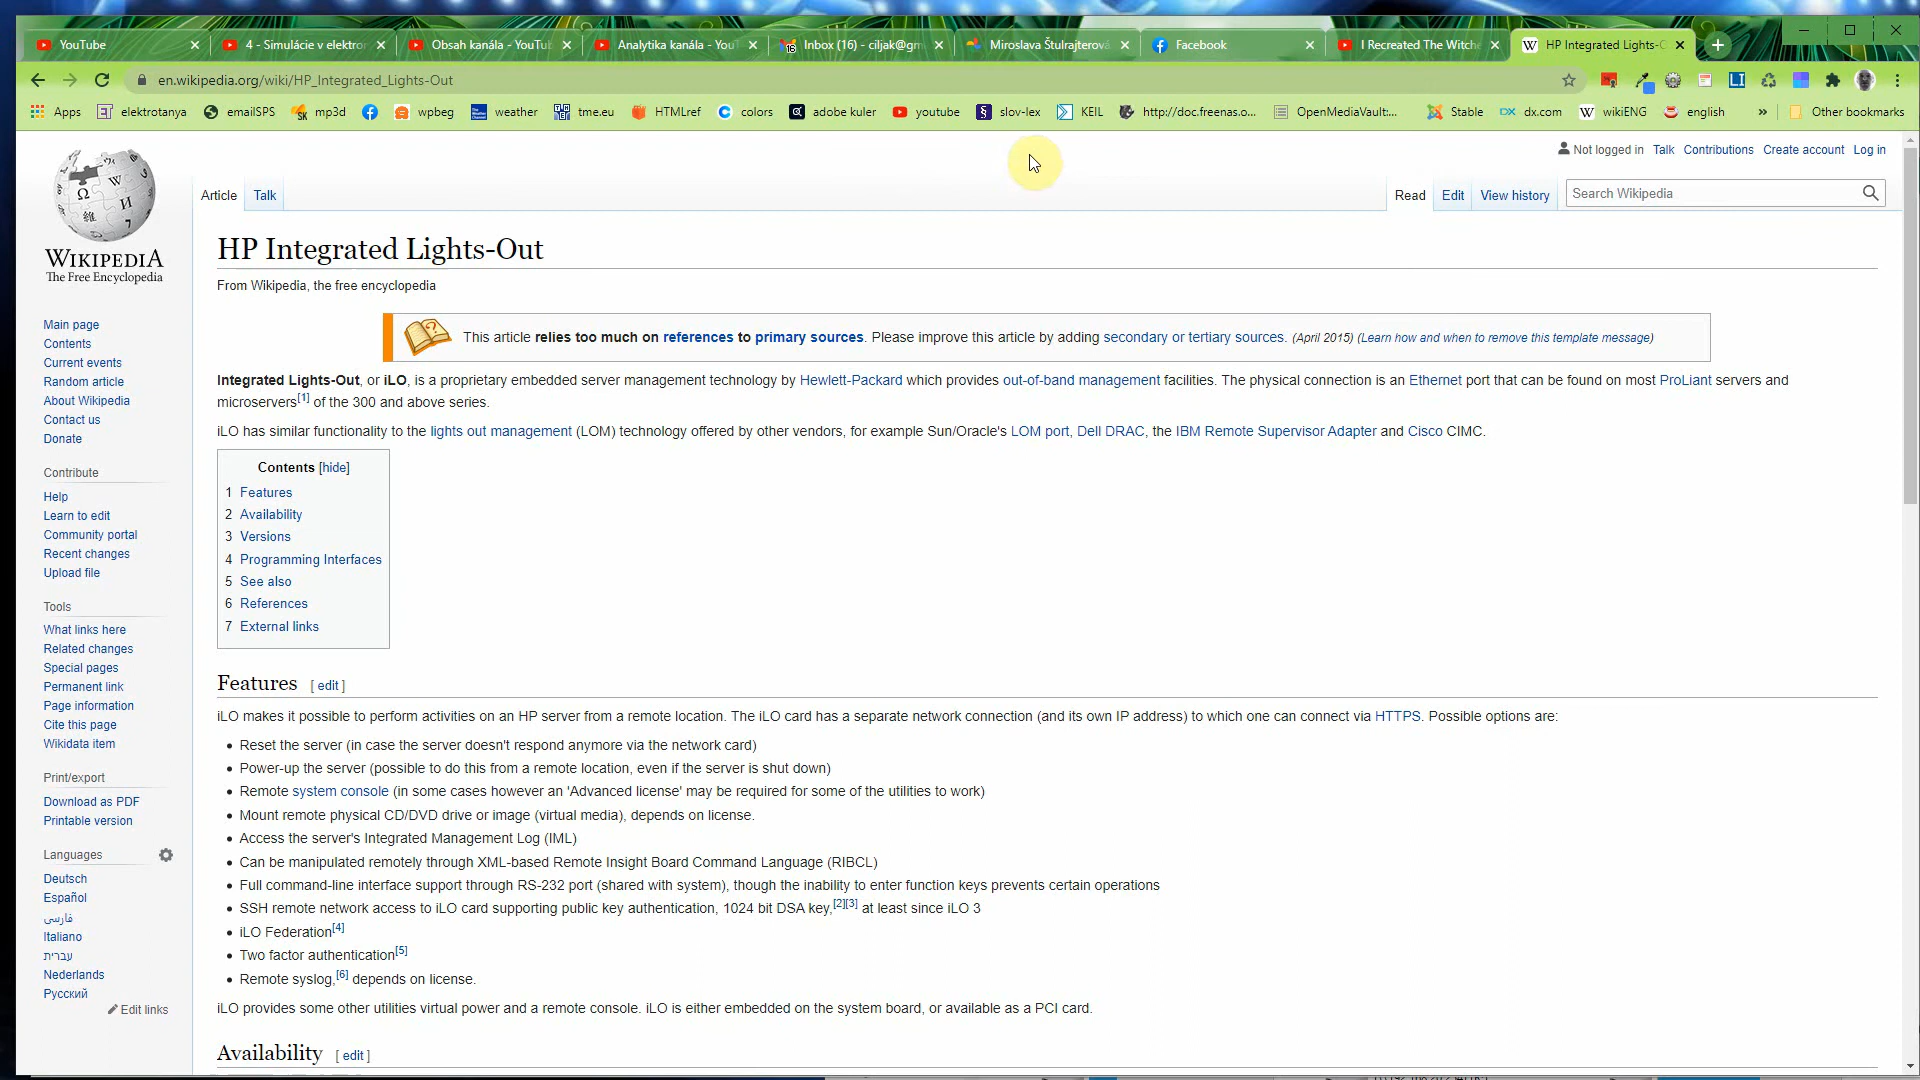 YouTube
4 - Simulácie v elektro
Obsah kanála - YouTu
Analytika kanála - You
Inbox (16) - ciljak@gm
Miroslava Štulrajterová
Facebook
I Recreated The Witche
HP Integrated Lights-O
en.wikipedia.org/wiki/HP_Integrated_Lights-Out
Apps elektrotanya emailSPS mp3d wpbeg weather tme.eu HTMLref colors adobe kuler youtube slov-lex KEIL http://doc.freenas.o... OpenMediaVault:... Stable dx.com wikiENG english » Other bookmarks
Not logged in Talk Contributions Create account Log in
Article Talk Read Edit View history Search Wikipedia
WIKIPEDIA
The Free Encyclopedia
Main page
Contents
Current events
Random article
About Wikipedia
Contact us
Donate
Contribute
Help
Learn to edit
Community portal
Recent changes
Upload file
Tools
What links here
Related changes
Special pages
Permanent link
Page information
Cite this page
Wikidata item
Print/export
Download as PDF
Printable version
Languages
Deutsch
Español
فارسی
Italiano
עברית
Nederlands
Русский
Edit links
HP Integrated Lights-Out
From Wikipedia, the free encyclopedia
This article relies too much on references to primary sources. Please improve this article by adding secondary or tertiary sources. (April 2015) (Learn how and when to remove this template message)
Integrated Lights-Out, or iLO, is a proprietary embedded server management technology by Hewlett-Packard which provides out-of-band management facilities. The physical connection is an Ethernet port that can be found on most ProLiant servers and
microservers[1] of the 300 and above series.
iLO has similar functionality to the lights out management (LOM) technology offered by other vendors, for example Sun/Oracle's LOM port, Dell DRAC, the IBM Remote Supervisor Adapter and Cisco CIMC.
Contents [hide]
1 Features
2 Availability
3 Versions
4 Programming Interfaces
5 See also
6 References
7 External links
Features [ edit ]
iLO makes it possible to perform activities on an HP server from a remote location. The iLO card has a separate network connection (and its own IP address) to which one can connect via HTTPS. Possible options are:
• Reset the server (in case the server doesn't respond anymore via the network card)
• Power-up the server (possible to do this from a remote location, even if the server is shut down)
• Remote system console (in some cases however an 'Advanced license' may be required for some of the utilities to work)
• Mount remote physical CD/DVD drive or image (virtual media), depends on license.
• Access the server's Integrated Management Log (IML)
• Can be manipulated remotely through XML-based Remote Insight Board Command Language (RIBCL)
• Full command-line interface support through RS-232 port (shared with system), though the inability to enter function keys prevents certain operations
• SSH remote network access to iLO card supporting public key authentication, 1024 bit DSA key,[2][3] at least since iLO 3
• iLO Federation[4]
• Two factor authentication[5]
• Remote syslog,[6] depends on license.
iLO provides some other utilities virtual power and a remote console. iLO is either embedded on the system board, or available as a PCI card.
Availability [ edit ]